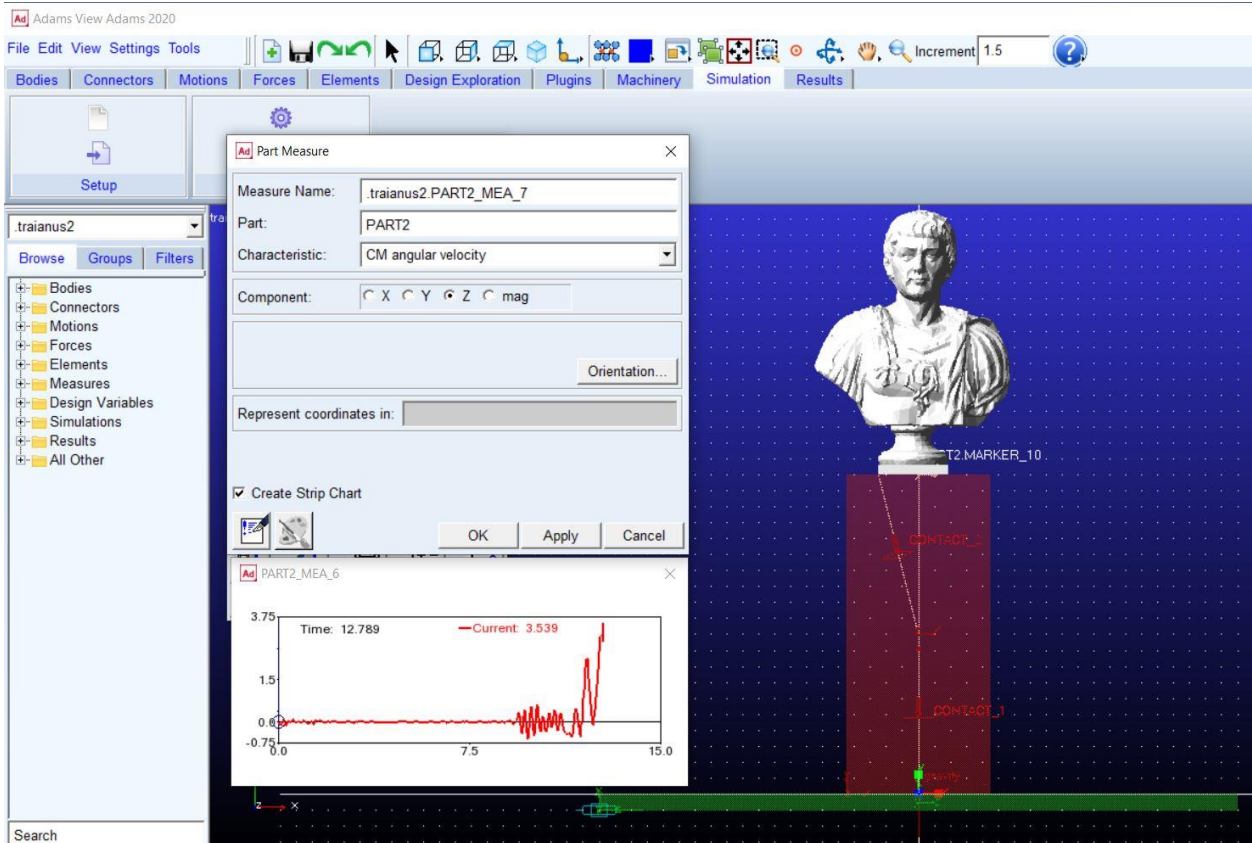 Ad Adams View Adams 2020
File Edit View Settings Tools
Increment 1.5
Bodies Connectors Motions Forces Elements Design Exploration Plugins Machinery Simulation Results
Setup
Ad Part Measure
Measure Name: .traianus2.PART2_MEA_7
Part: PART2
Characteristic: CM angular velocity
Component: X Y Z mag
Orientation...
Represent coordinates in:
Create Strip Chart
OK Apply Cancel
.traianus2
Browse Groups Filters
Bodies
Connectors
Motions
Forces
Elements
Measures
Design Variables
Simulations
Results
All Other
Search
Ad PART2_MEA_6
3.75
Time: 12.789 Current: 3.539
1.5
0.0
-0.75
0.0 7.5 15.0
T2.MARKER_10
CONTACT_1
gravity
z x